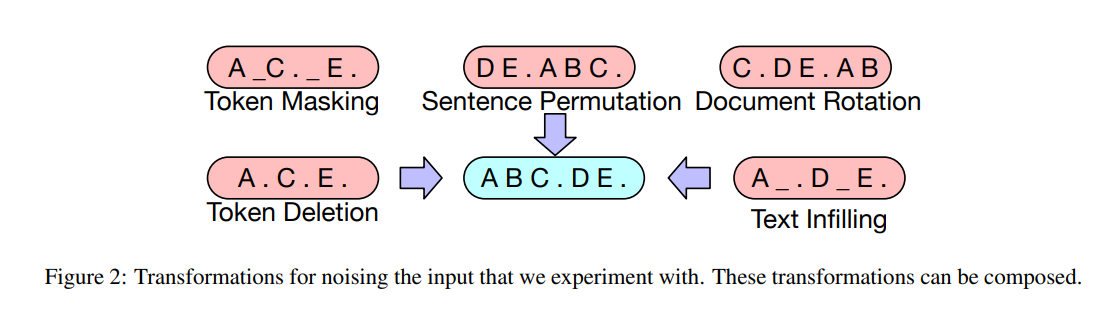 A _C . _ E .
D E . A B C .
C . D E . A B
Token Masking
Sentence Permutation
Document Rotation
A . C . E .
A B C . D E .
A _ . D _ E .
Token Deletion
Text Infilling
Figure 2: Transformations for noising the input that we experiment with. These transformations can be composed.